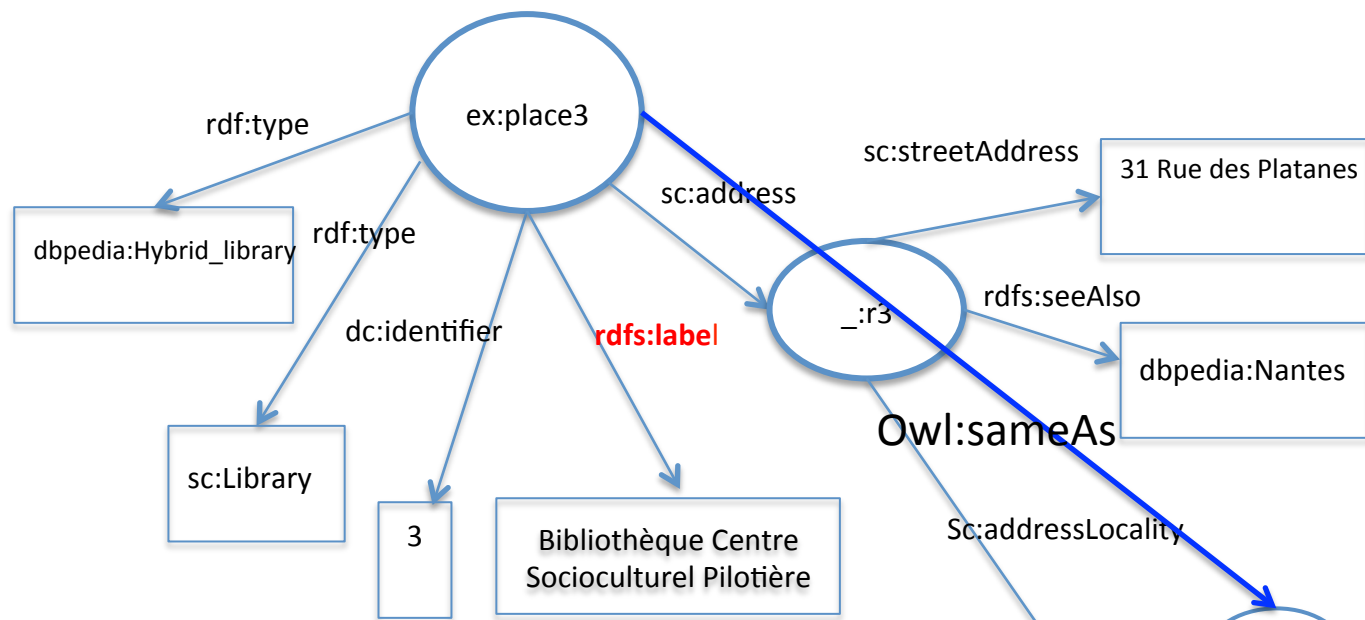 ex:place3
rdf:type
sc:streetAddress
31 Rue des Platanes
sc:address
dbpedia:Hybrid_library
rdf:type
rdfs:seeAlso
_:r3
dc:identifier
rdfs:label
dbpedia:Nantes
Owl:sameAs
sc:Library
3
Bibliothèque Centre
Socioculturel Pilotière
Sc:addressLocality